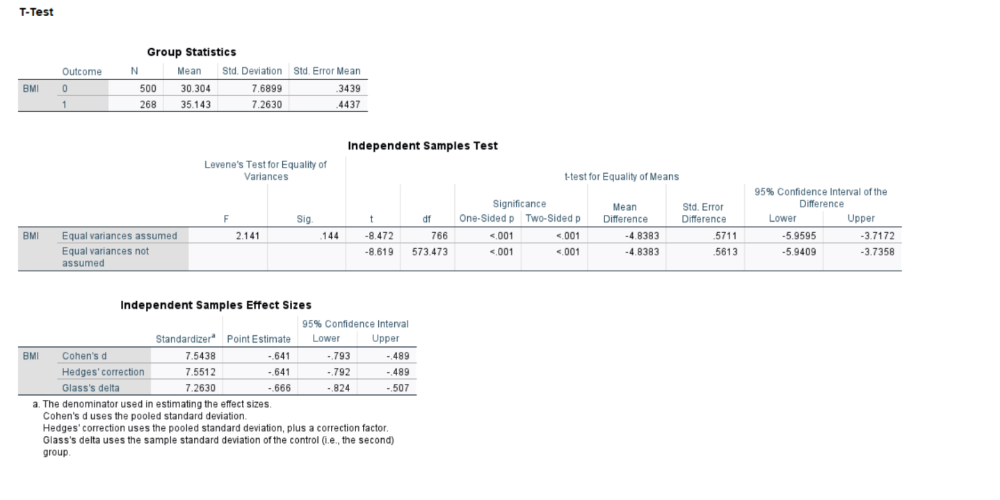 T-Test
Group Statistics
Outcome N Mean Std. Deviation Std. Error Mean
BMI 0 500 30.304 7.6899 .3439
1 268 35.143 7.2630 .4437
Independent Samples Test
Levene's Test for Equality of
Variances
t-test for Equality of Means
F Sig. t df
Significance
One-Sided p Two-Sided p
Mean
Difference
Std. Error
Difference
95% Confidence Interval of the
Difference
Lower Upper
BMI Equal variances assumed 2.141 .144 -8.472 766 <.001 <.001 -4.8383 .5711 -5.9595 -3.7172
Equal variances not
assumed
-8.619 573.473 <.001 <.001 -4.8383 .5613 -5.9409 -3.7358
Independent Samples Effect Sizes
95% Confidence Interval
Standardizerᵃ Point Estimate Lower Upper
BMI Cohen's d 7.5438 -.641 -.793 -.489
Hedges' correction 7.5512 -.641 -.792 -.489
Glass's delta 7.2630 -.666 -.824 -.507
a. The denominator used in estimating the effect sizes.
Cohen's d uses the pooled standard deviation.
Hedges' correction uses the pooled standard deviation, plus a correction factor.
Glass's delta uses the sample standard deviation of the control (i.e., the second)
group.